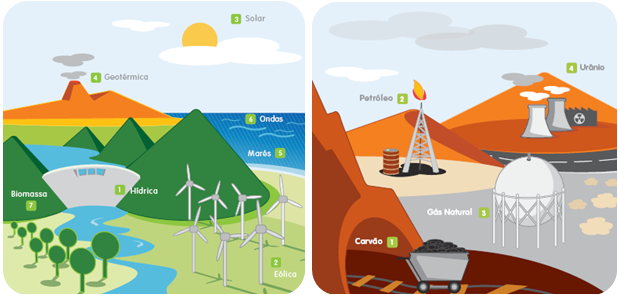 3 Solar
4 Geotérmica
6 Ondas
Marés 5
1 Hídrica
Biomassa
7
2
Eólica
4 Urânio
Petróleo 2
Gás Natural 3
Carvão 1